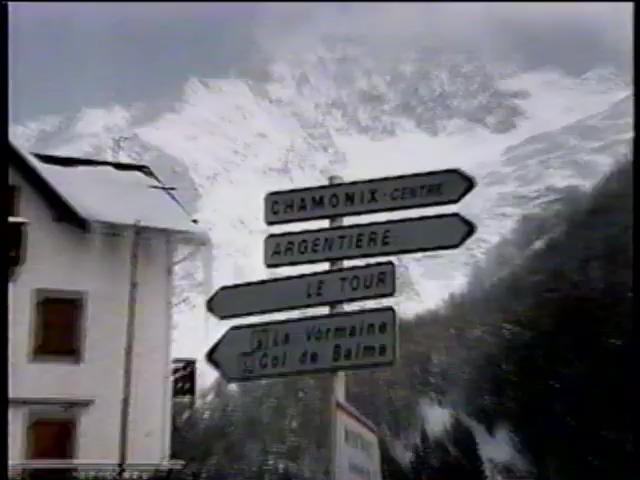 CHAMONIX-CENTRE
ARGENTIERE
LE TOUR
La Vormaine
Col de Balme